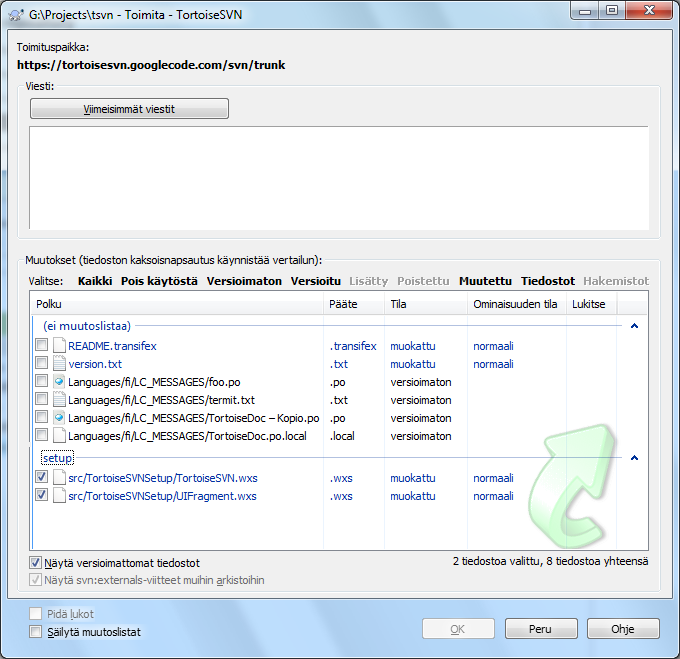 G:\Projects\tsvn - Toimita - TortoiseSVN
Toimituspaikka:
https://tortoisesvn.googlecode.com/svn/trunk
Viesti:
Viimeisimmät viestit
Muutokset (tiedoston kaksoisnapsautus käynnistää vertailun):
Valitse: Kaikki Pois käytöstä Versioimaton Versioitu Lisätty Poistettu Muutettu Tiedostot Hakemistot
Polku Pääte Tila Ominaisuuden tila Lukitse
(ei muutoslistaa)
README.transifex .transifex muokattu normaali
version.txt .txt muokattu normaali
Languages/fi/LC_MESSAGES/foo.po .po versioimaton
Languages/fi/LC_MESSAGES/termit.txt .txt versioimaton
Languages/fi/LC_MESSAGES/TortoiseDoc – Kopio.po .po versioimaton
Languages/fi/LC_MESSAGES/TortoiseDoc.po.local .local versioimaton
setup
src/TortoiseSVNSetup/TortoiseSVN.wxs .wxs muokattu normaali
src/TortoiseSVNSetup/UIFragment.wxs .wxs muokattu normaali
Näytä versioimattomat tiedostot 2 tiedostoa valittu, 8 tiedostoa yhteensä
Näytä svn:externals-viitteet muihin arkistoihin
Pidä lukot
Säilytä muutoslistat
OK Peru Ohje